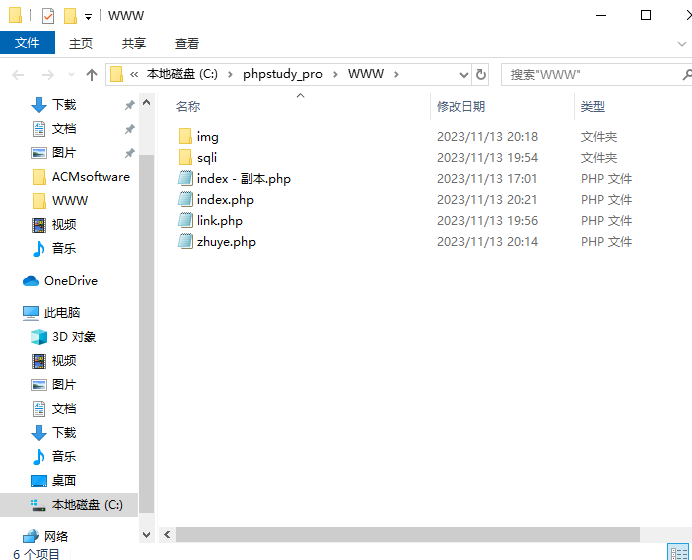 WWW
文件 主页 共享 查看
« 本地磁盘 (C:) › phpstudy_pro › WWW › 搜索"WWW"
名称 修改日期 类型
下载
文档
图片
ACMsoftware
WWW
视频
音乐
OneDrive
此电脑
3D 对象
视频
图片
文档
下载
音乐
桌面
本地磁盘 (C:)
网络
img 2023/11/13 20:18 文件夹
sqli 2023/11/13 19:54 文件夹
index - 副本.php 2023/11/13 17:01 PHP 文件
index.php 2023/11/13 20:21 PHP 文件
link.php 2023/11/13 19:56 PHP 文件
zhuye.php 2023/11/13 20:14 PHP 文件
6 个项目